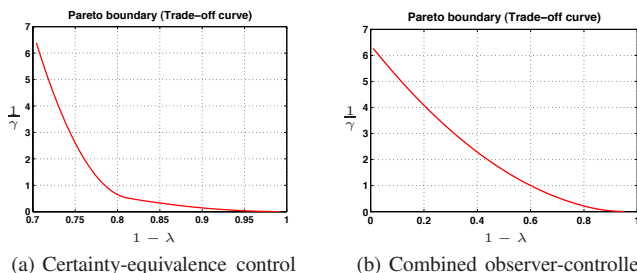 Pareto boundary (Trade-off curve)
7
6
5
4
3
2
1
0
1/γ
0.7 0.75 0.8 0.85 0.9 0.95 1
1 − λ
(a) Certainty-equivalence control
Pareto boundary (Trade-off curve)
7
6
5
4
3
2
1
0
1/γ
0 0.2 0.4 0.6 0.8 1
1 − λ
(b) Combined observer-controlle